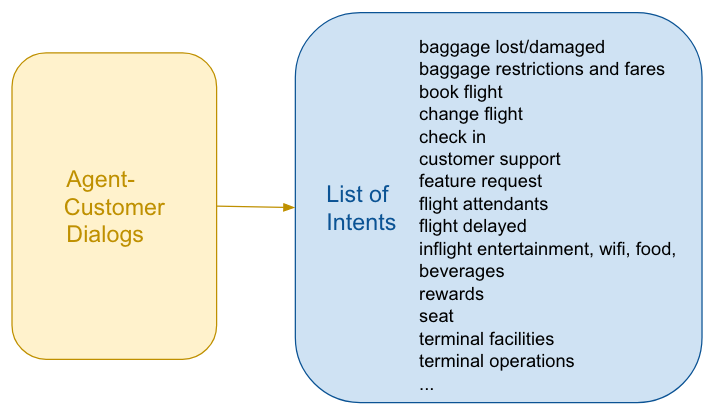 Agent-
Customer
Dialogs
List of
Intents
baggage lost/damaged
baggage restrictions and fares
book flight
change flight
check in
customer support
feature request
flight attendants
flight delayed
inflight entertainment, wifi, food,
beverages
rewards
seat
terminal facilities
terminal operations
...